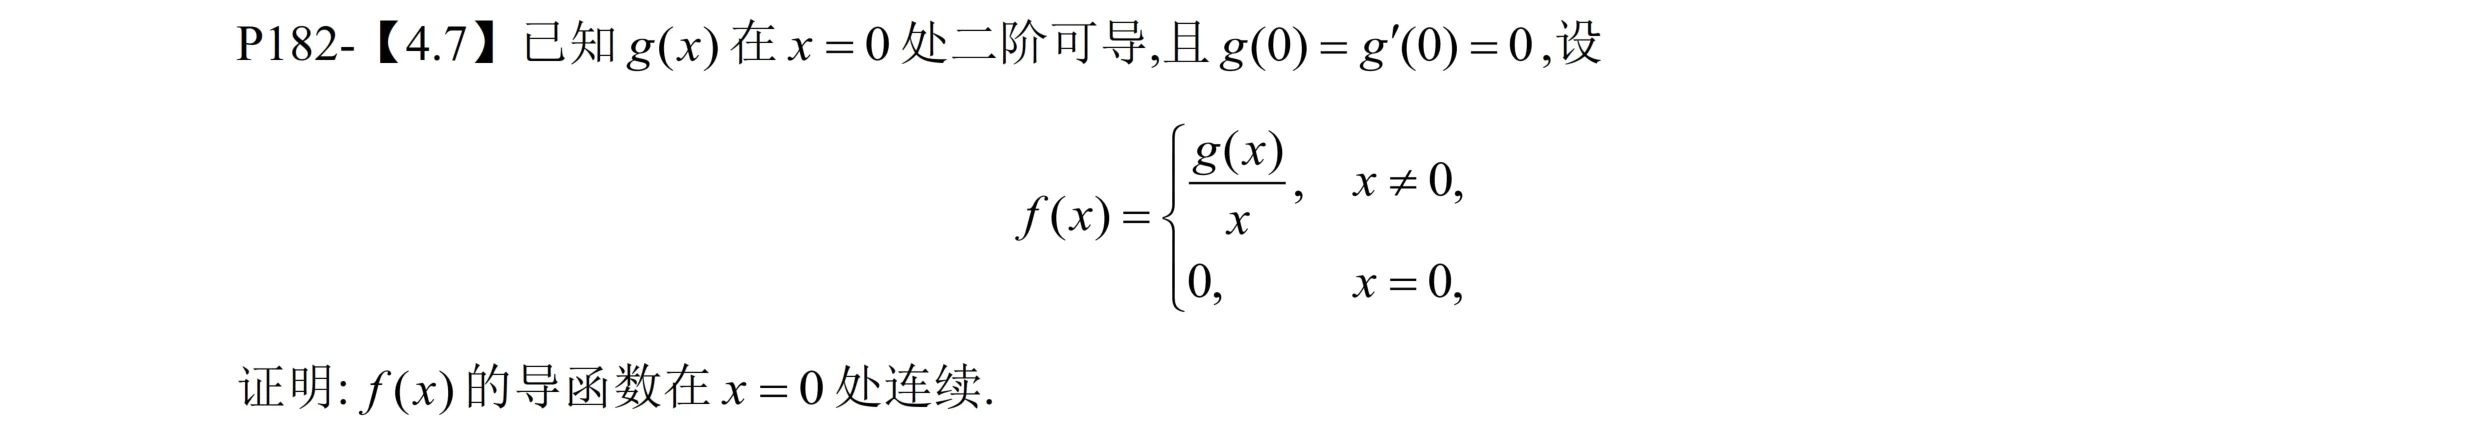 P182-【4.7】已知 g(x) 在 x = 0 处二阶可导,且 g(0) = g′(0) = 0,设
f(x) = { g(x)/x, x ≠ 0,
0, x = 0,
证明: f(x) 的导函数在 x = 0 处连续.